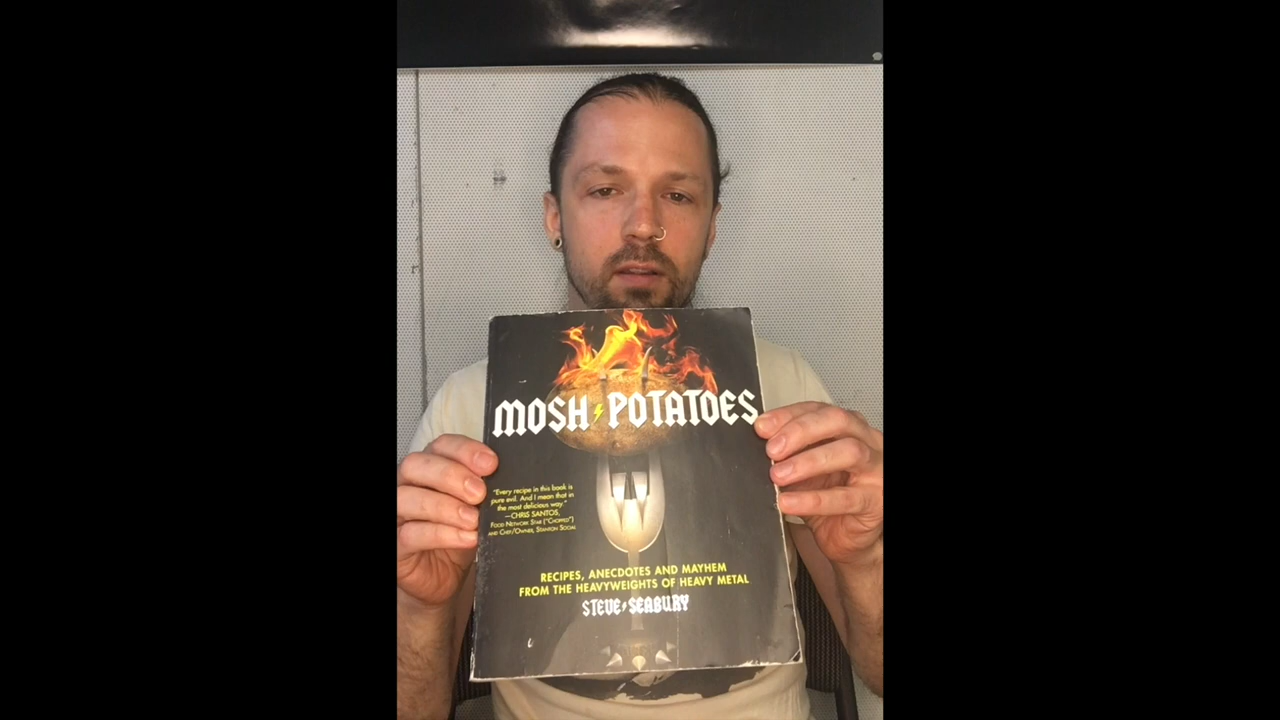 MOSH POTATOES
"Every recipe in this book is
pure evil. And I mean that in
the most delicious way."
—CHRIS SANTOS,
FOOD NETWORK STAR ("CHOPPED")
AND CHEF/OWNER, STANTON SOCIAL
RECIPES, ANECDOTES AND MAYHEM
FROM THE HEAVYWEIGHTS OF HEAVY METAL
STEVE SEABURY